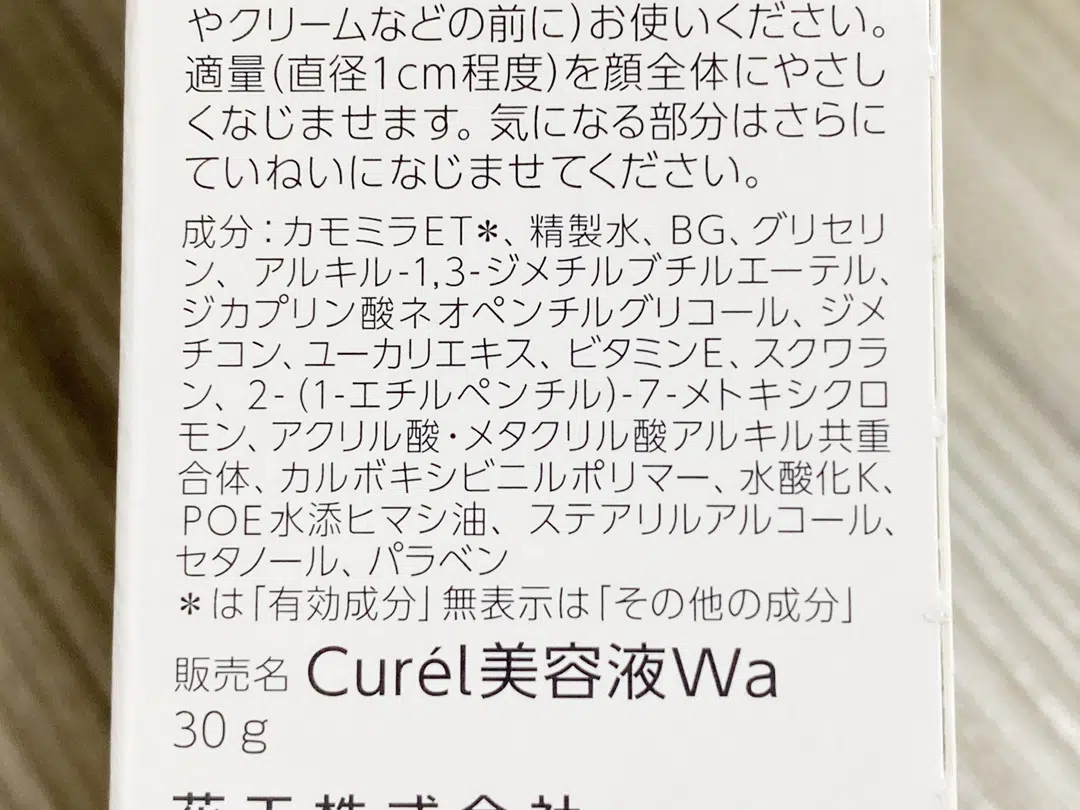 やクリームなどの前に)お使いください。
適量(直径1cm程度)を顔全体にやさし
くなじませます。気になる部分はさらに
ていねいになじませてください。
成分:カモミラET*、精製水、BG、グリセリ
ン、アルキル-1,3-ジメチルブチルエーテル、
ジカプリン酸ネオペンチルグリコール、ジメ
チコン、ユーカリエキス、ビタミンE、スクワラ
ン、2-(1-エチルペンチル)-7-メトキシクロ
モン、アクリル酸・メタクリル酸アルキル共重
合体、カルボキシビニルポリマー、水酸化K、
POE水添ヒマシ油、ステアリルアルコール、
セタノール、パラベン
*は「有効成分」無表示は「その他の成分」
販売名 Curél美容液Wa
30g
花王株式会社